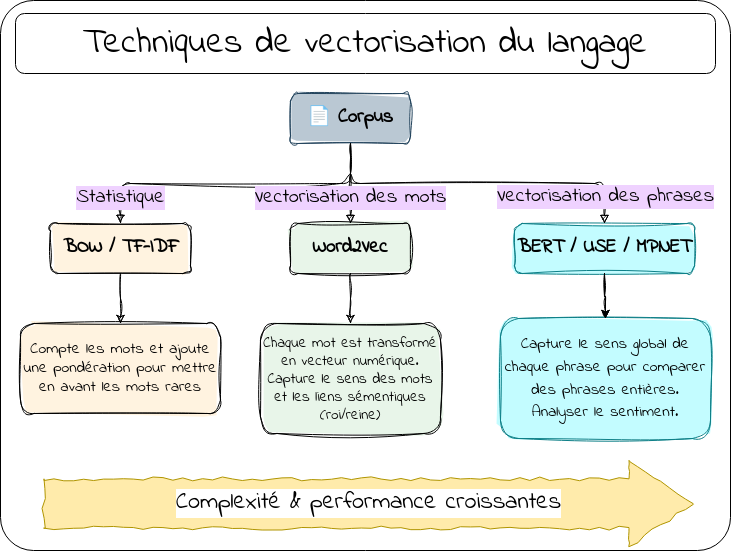 Techniques de vectorisation du langage
Corpus
Statistique
vectorisation des mots
vectorisation des phrases
BOW / TF-IDF
word2vec
BERT / USE / MPNET
Compte les mots et ajoute
une pondération pour mettre
en avant les mots rares
Chaque mot est transformé
en vecteur numérique.
Capture le sens des mots
et les liens sémentiques
(roi/reine)
Capture le sens global de
chaque phrase pour comparer
des phrases entières.
Analyser le sentiment.
Complexité & performance croissantes